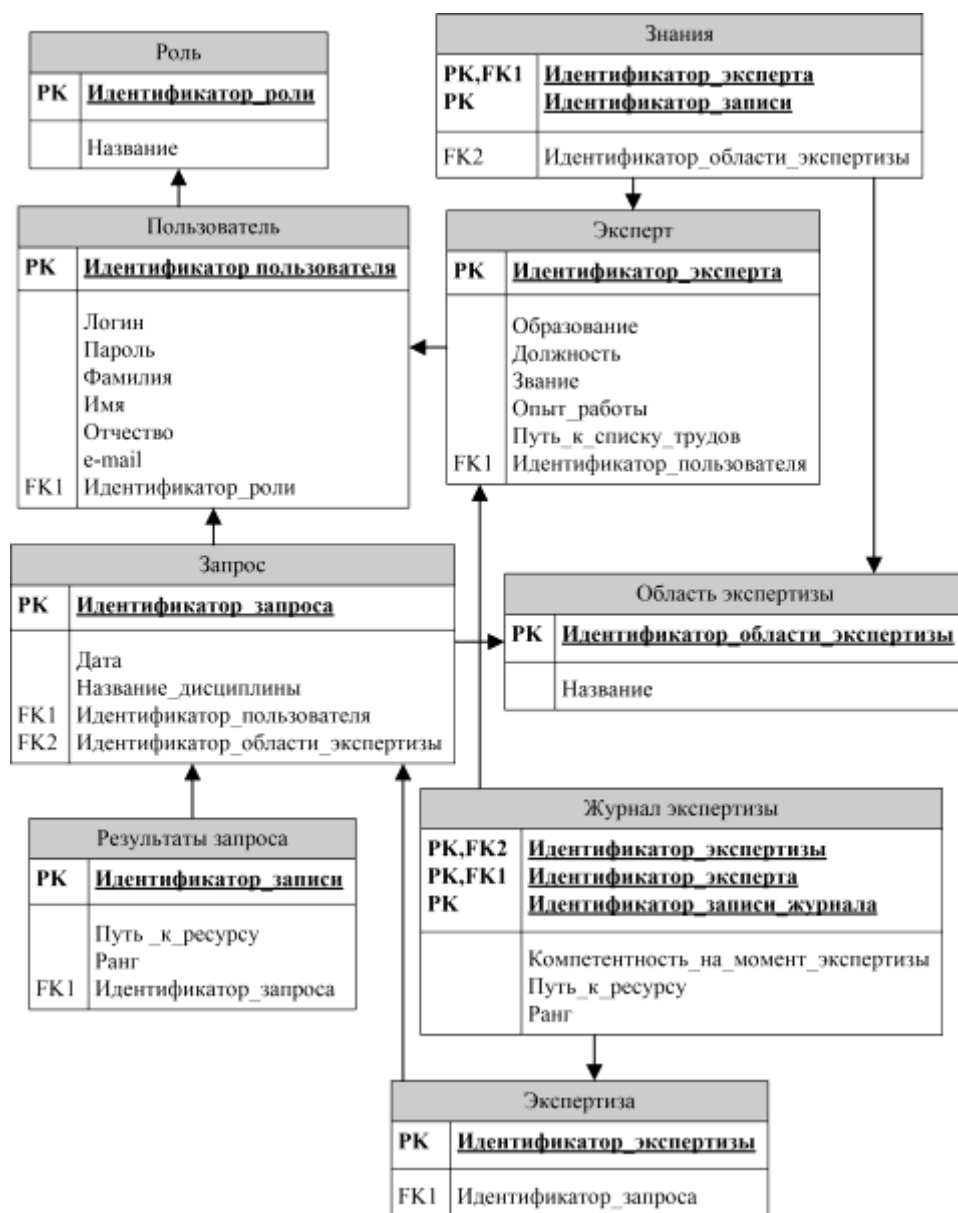 Роль
PK Идентификатор_роли
Название
Знания
PK,FK1 Идентификатор_эксперта
PK Идентификатор_записи
FK2 Идентификатор_области_экспертизы
Пользователь
PK Идентификатор пользователя
Логин
Пароль
Фамилия
Имя
Отчество
e-mail
FK1 Идентификатор_роли
Эксперт
PK Идентификатор_эксперта
Образование
Должность
Звание
Опыт_работы
Путь_к_списку_трудов
FK1 Идентификатор_пользователя
Запрос
PK Идентификатор_запроса
Дата
Название_дисциплины
FK1 Идентификатор_пользователя
FK2 Идентификатор_области_экспертизы
Область экспертизы
PK Идентификатор_области_экспертизы
Название
Результаты запроса
PK Идентификатор_записи
Путь _к_ресурсу
Ранг
FK1 Идентификатор_запроса
Журнал экспертизы
PK,FK2 Идентификатор_экспертизы
PK,FK1 Идентификатор_эксперта
PK Идентификатор_записи_журнала
Компетентность_на_момент_экспертизы
Путь_к_ресурсу
Ранг
Экспертиза
PK Идентификатор_экспертизы
FK1 Идентификатор_запроса